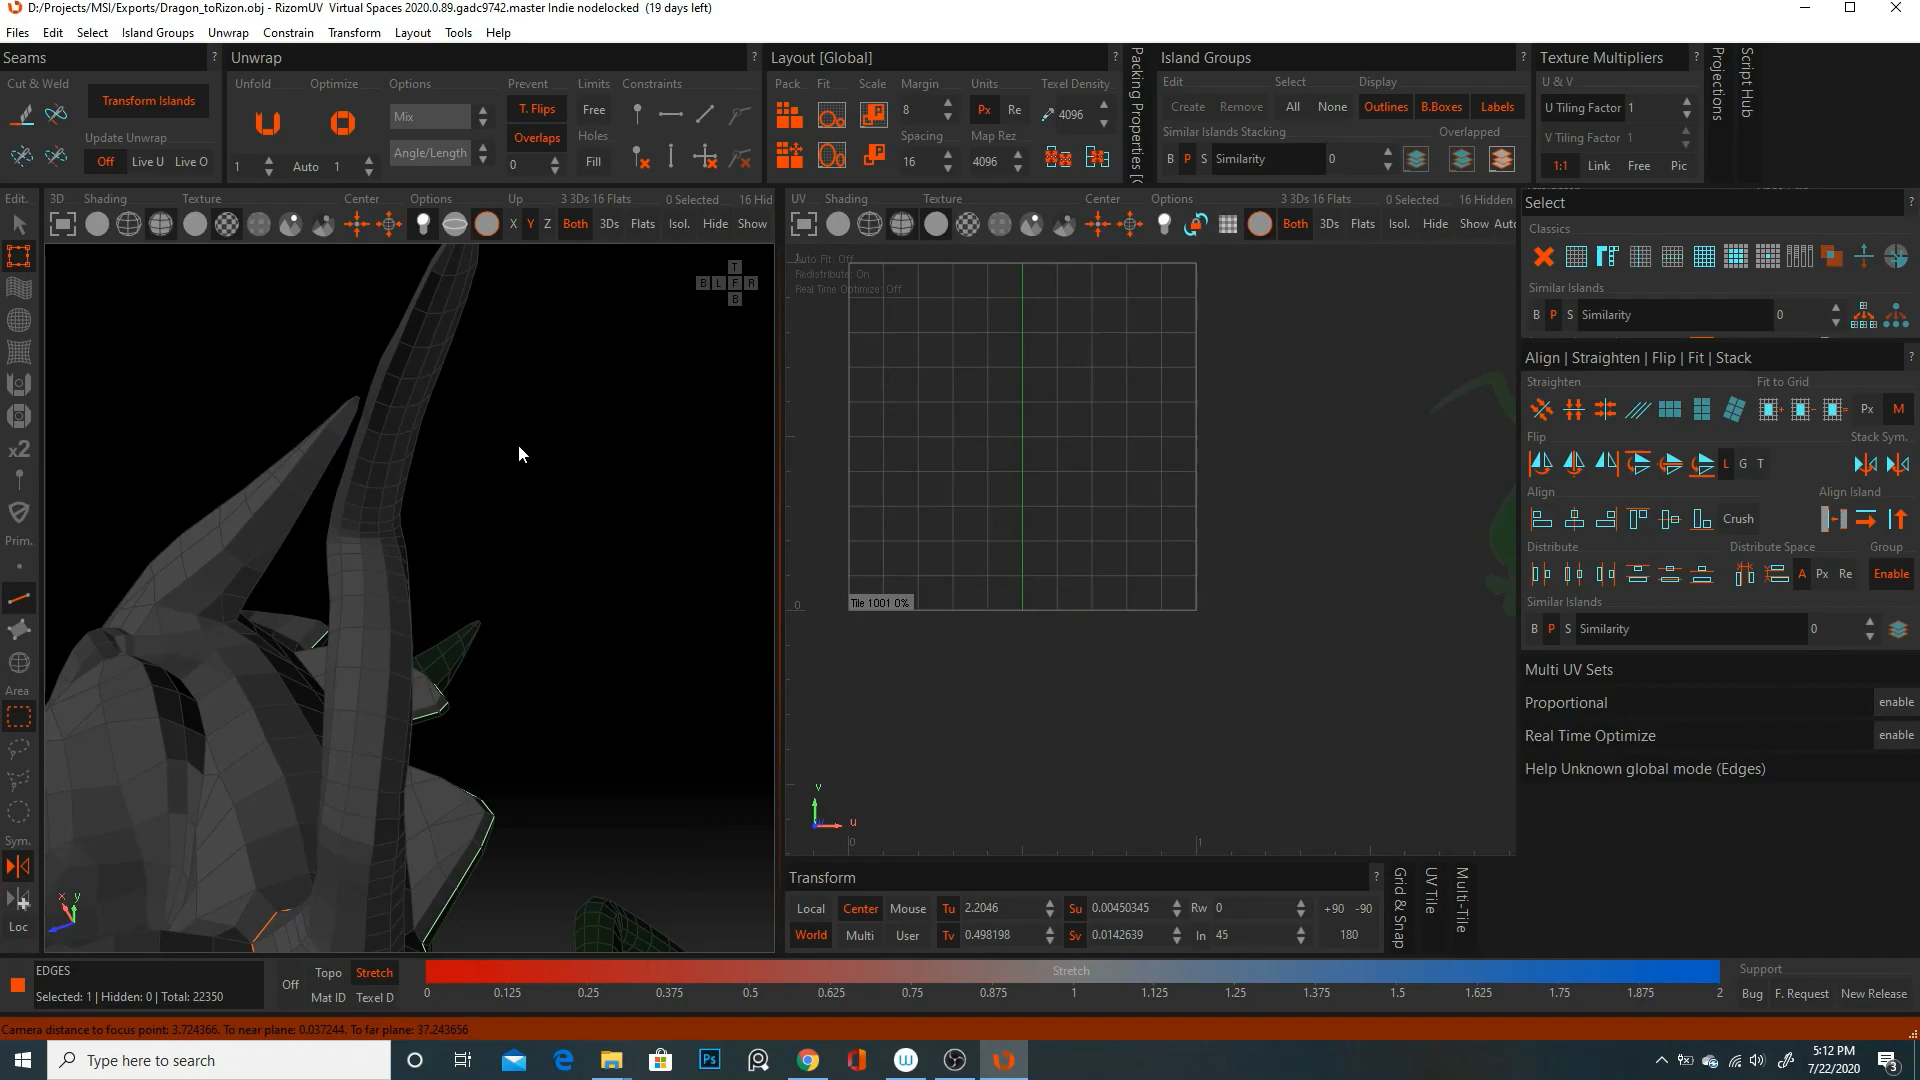 D:/Projects/MSI/Exports/Dragon_toRizon.obj - RizomUV Virtual Spaces 2020.0.89.gadc9742.master Indie nodelocked (19 days left)
Files Edit Select Island Groups Unwrap Constrain Transform Layout Tools Help
Seams ? Unwrap ? Layout [Global] ? Island Groups ? Texture Multipliers ?
Cut & Weld Unfold Optimize Options Prevent Limits Constraints Pack Fit Scale Margin Units Texel Density Edit Select Display U & V
Transform Islands Mix T. Flips Free 8 Px Re 4096 Create Remove All None Outlines B.Boxes Labels U Tiling Factor 1
Update Unwrap Overlaps Holes Spacing Map Rez Similar Islands Stacking Overlapped V Tiling Factor 1
Off Live U Live O 1 Auto 1 Angle/Length 0 Fill 16 4096 B P S Similarity 0 1:1 Link Free Pic
Packing Properties [
Projections
Script Hub
Edit. 3D Shading Texture Center Options Up 3 3Ds 16 Flats 0 Selected 16 Hid
X Y Z Both 3Ds Flats Isol. Hide Show
UV Shading Texture Center Options 3 3Ds 16 Flats 0 Selected 16 Hidden
Both 3Ds Flats Isol. Hide Show Aut
Auto Fit: Off
Redistribute: On
Real Time Optimize: Off
1
T
B L F R
B
Tile 1001 0%
0
Y
u
0 1
Prim.
x2
Area
Sym.
Loc
x y
Select ?
Classics
Similar Islands
B P S Similarity 0
Align | Straighten | Flip | Fit | Stack ?
Straighten Fit to Grid
Px M
Flip Stack Sym.
L G T
Align Align Island
Crush
Distribute Distribute Space Group
A Px Re Enable
Similar Islands
B P S Similarity 0
Multi UV Sets
Proportional enable
Real Time Optimize enable
Help Unknown global mode (Edges)
Transform ?
Local Center Mouse Tu 2.2046 Su 0.00450345 Rw 0 +90 -90
World Multi User Tv 0.498198 Sv 0.0142639 In 45 180
Grid & Snap
UV Tile
Multi-Tile
EDGES
Selected: 1 | Hidden: 0 | Total: 22350
Off Topo Stretch
Mat ID Texel D
Stretch
0 0.125 0.25 0.375 0.5 0.625 0.75 0.875 1 1.125 1.25 1.375 1.5 1.625 1.75 1.875 2
Support
Bug F. Request New Release
Camera distance to focus point: 3.724366. To near plane: 0.037244. To far plane: 37.243656
Type here to search
Ps
5:12 PM
7/22/2020
3